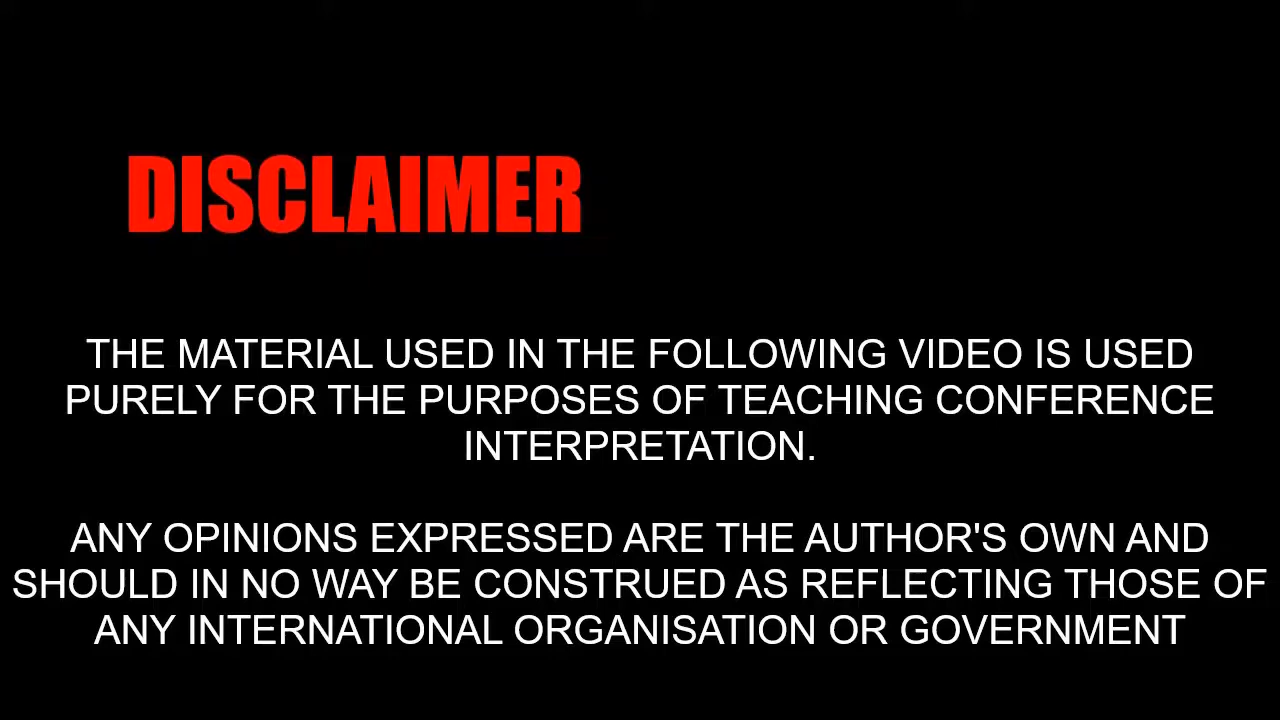 DISCLAIMER
THE MATERIAL USED IN THE FOLLOWING VIDEO IS USED
PURELY FOR THE PURPOSES OF TEACHING CONFERENCE
INTERPRETATION.
ANY OPINIONS EXPRESSED ARE THE AUTHOR'S OWN AND
SHOULD IN NO WAY BE CONSTRUED AS REFLECTING THOSE OF
ANY INTERNATIONAL ORGANISATION OR GOVERNMENT